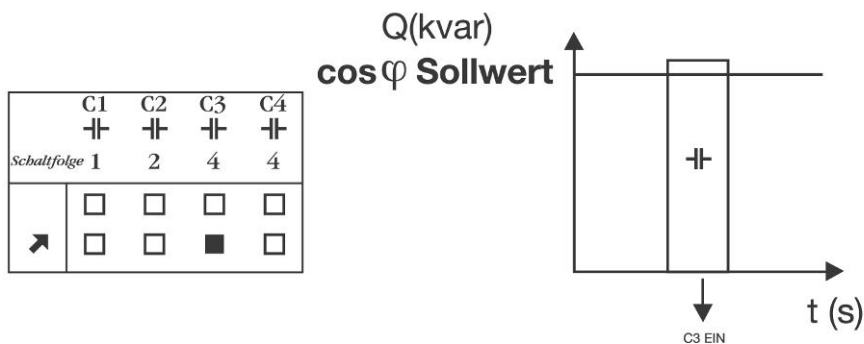 Q(kvar)
cos φ Sollwert
C1 C2 C3 C4
Schaltfolge 1 2 4 4
t (s)
C3 EIN